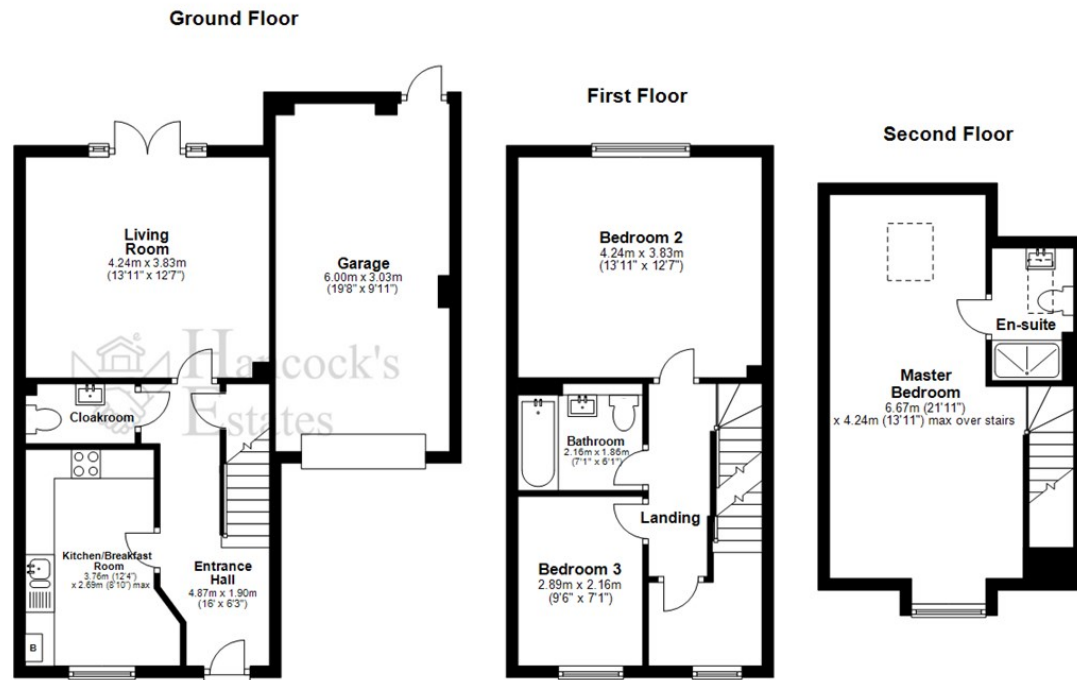 Ground Floor
Living
Room
4.24m x 3.83m
(13'11" x 12'7")
Garage
6.00m x 3.03m
(19'8" x 9'11")
Hancock's
Estates
Cloakroom
Kitchen/Breakfast
Room
3.76m (12'4")
x 2.69m (8'10") max
B
Entrance
Hall
4.87m x 1.90m
(16' x 6'3")
First Floor
Bedroom 2
4.24m x 3.83m
(13'11" x 12'7")
Bathroom
2.16m x 1.86m
(7'1" x 6'1")
Landing
Bedroom 3
2.89m x 2.16m
(9'6" x 7'1")
Second Floor
En-suite
Master
Bedroom
6.67m (21'11")
x 4.24m (13'11") max over stairs